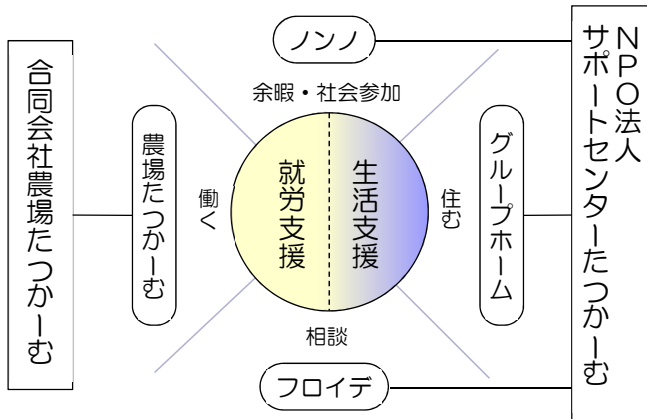 ノンノ
余暇・社会参加
合同会社農場たつかーむ
農場たつかーむ
働く
就労支援
生活支援
住む
グループホーム
NPO法人
サポートセンターたつかーむ
相談
フロイデ